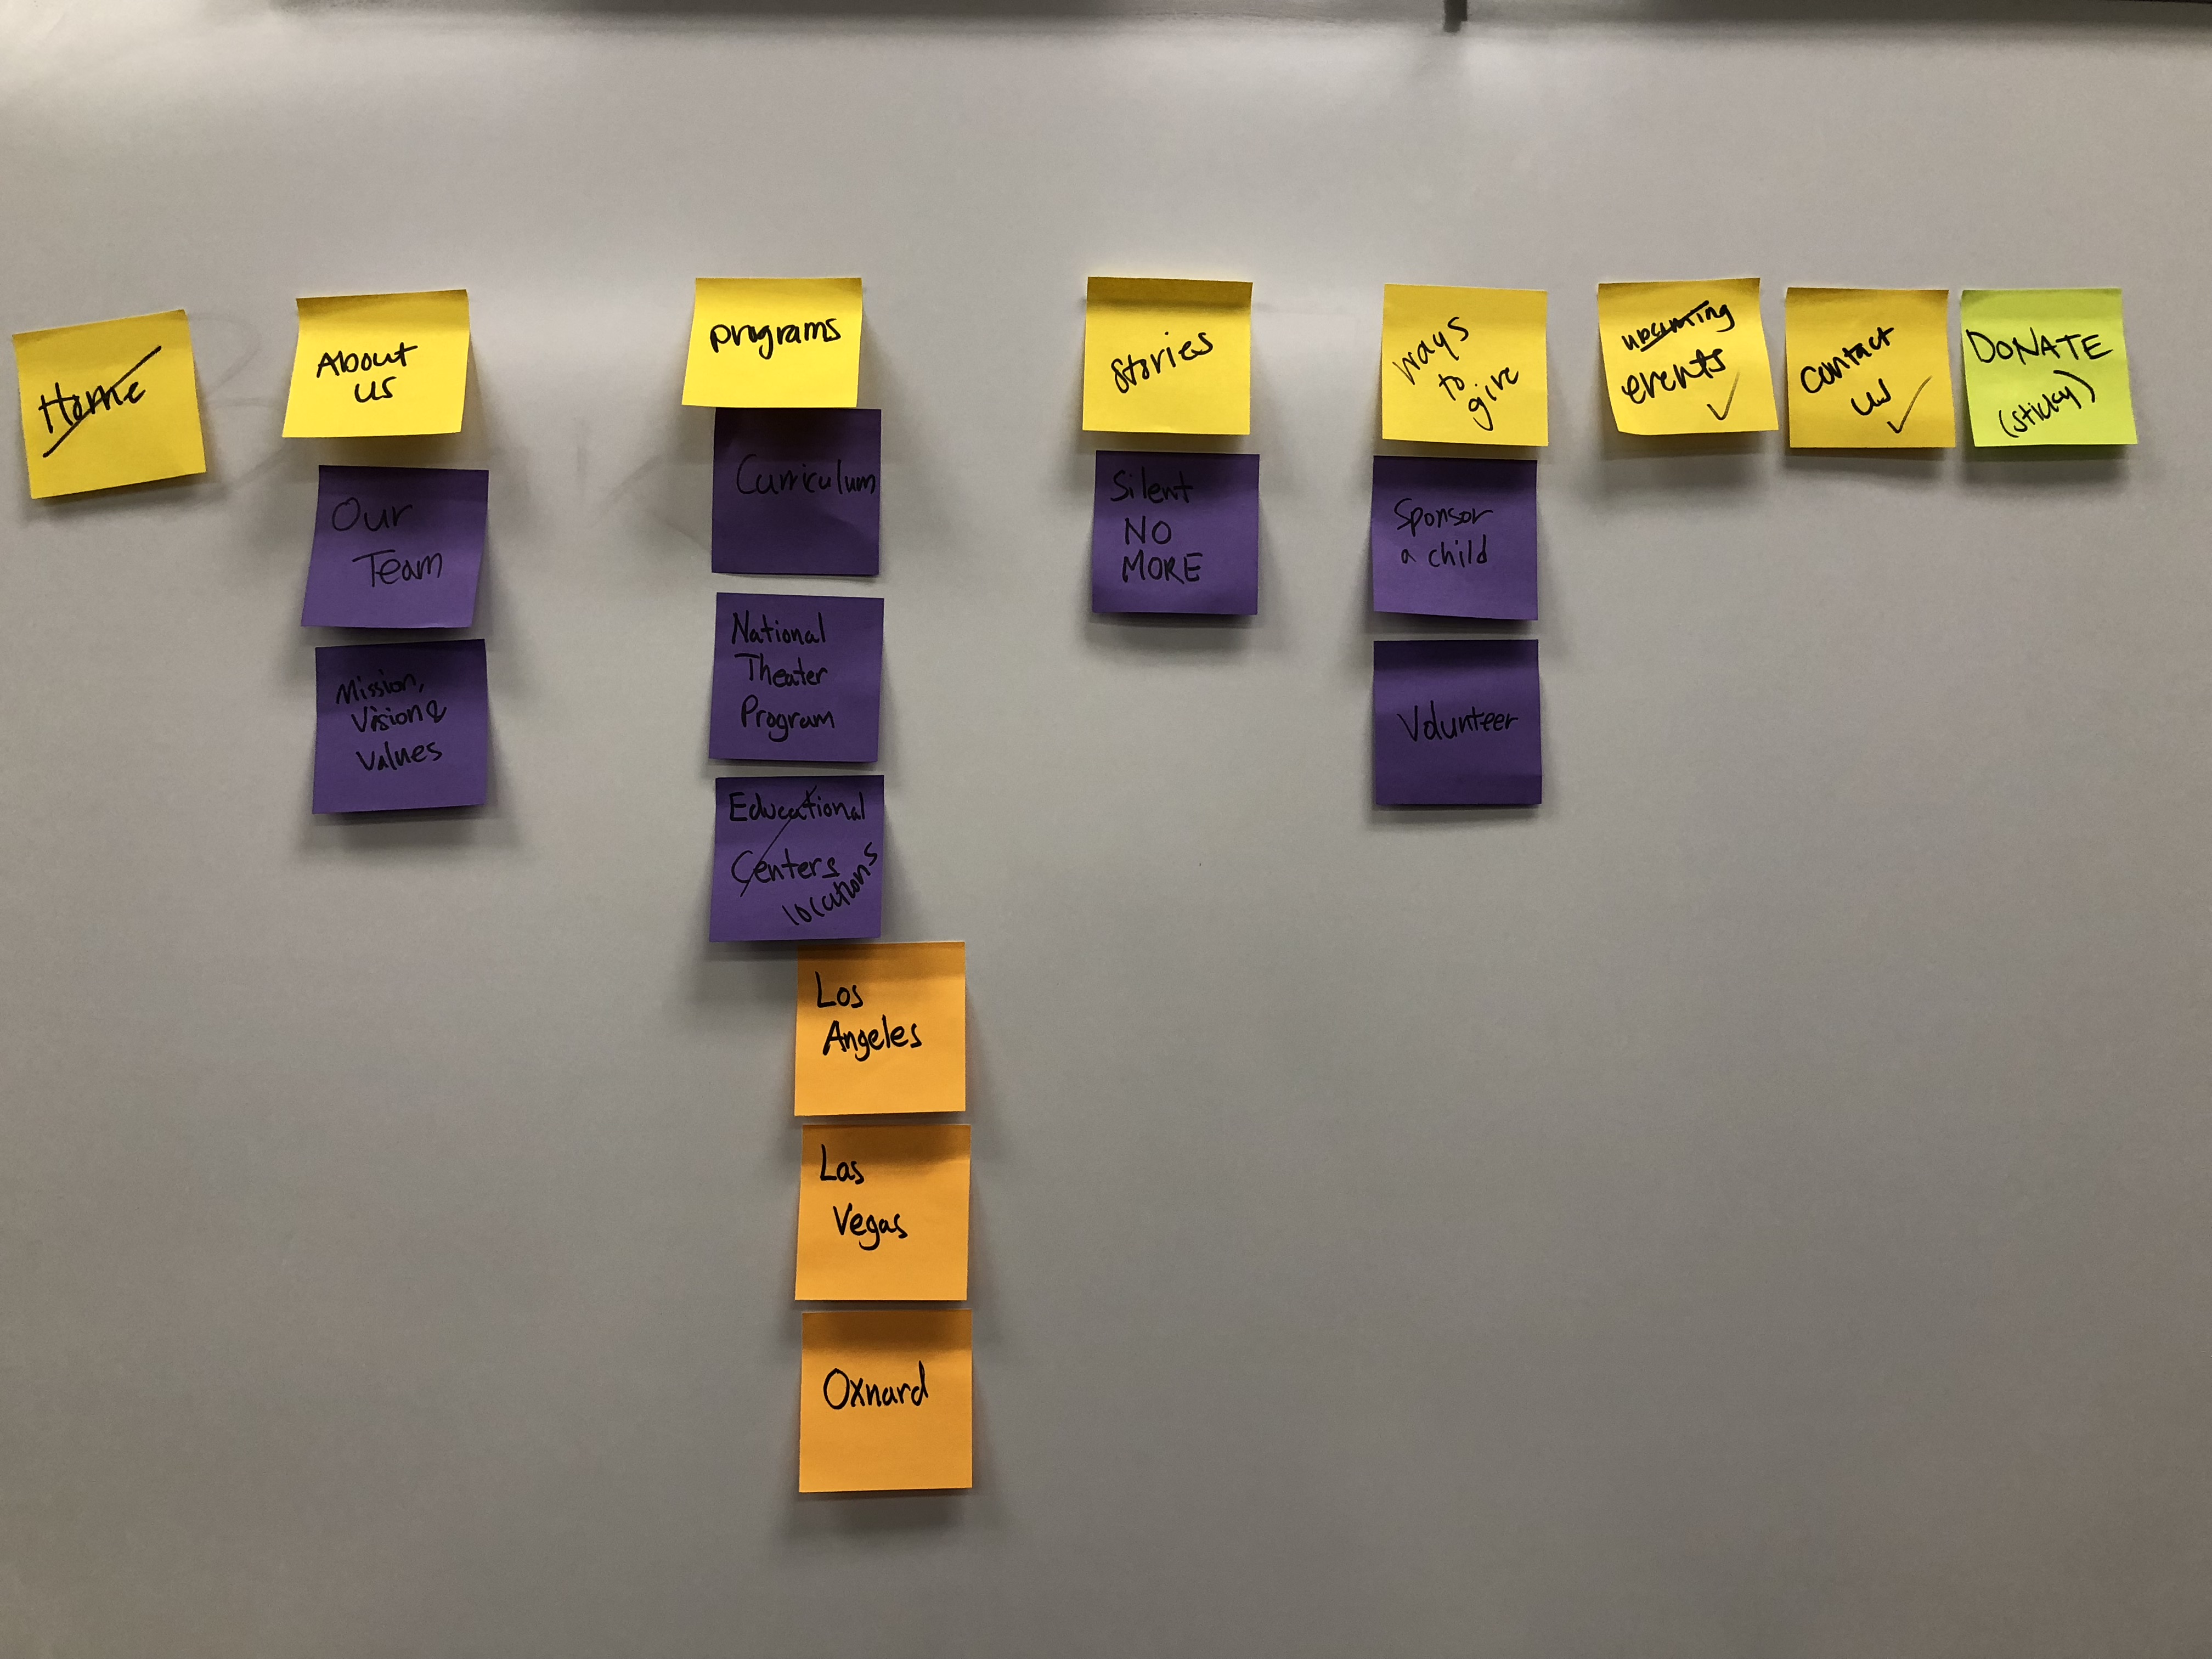 Home
About
us
programs
stories
ways
to
give
upcoming
events
contact
us
DONATE
(sticky)
Our
Team
Mission,
Vision &
Values
Curriculum
National
Theater
Program
Educational
Centers
locations
Los
Angeles
Las
Vegas
Oxnard
Silent
NO
MORE
Sponsor
a child
Volunteer